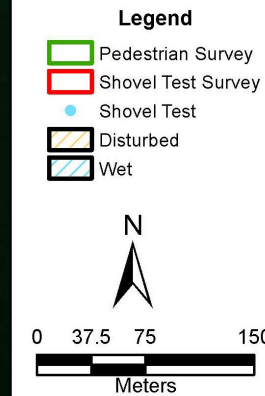 Legend
Pedestrian Survey
Shovel Test Survey
Shovel Test
Disturbed
Wet
N
0 37.5 75 150
Meters